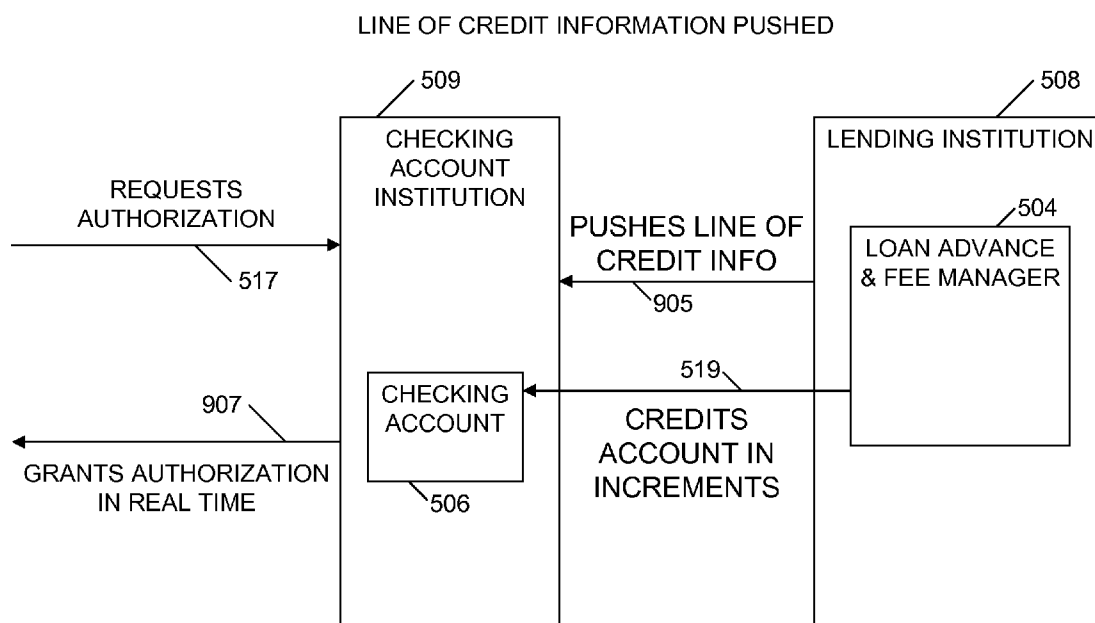 LINE OF CREDIT INFORMATION PUSHED
509
508
CHECKING
ACCOUNT
INSTITUTION
LENDING INSTITUTION
REQUESTS
AUTHORIZATION
517
PUSHES LINE OF
CREDIT INFO
905
504
LOAN ADVANCE
& FEE MANAGER
519
CHECKING
ACCOUNT
506
CREDITS
ACCOUNT IN
INCREMENTS
907
GRANTS AUTHORIZATION
IN REAL TIME